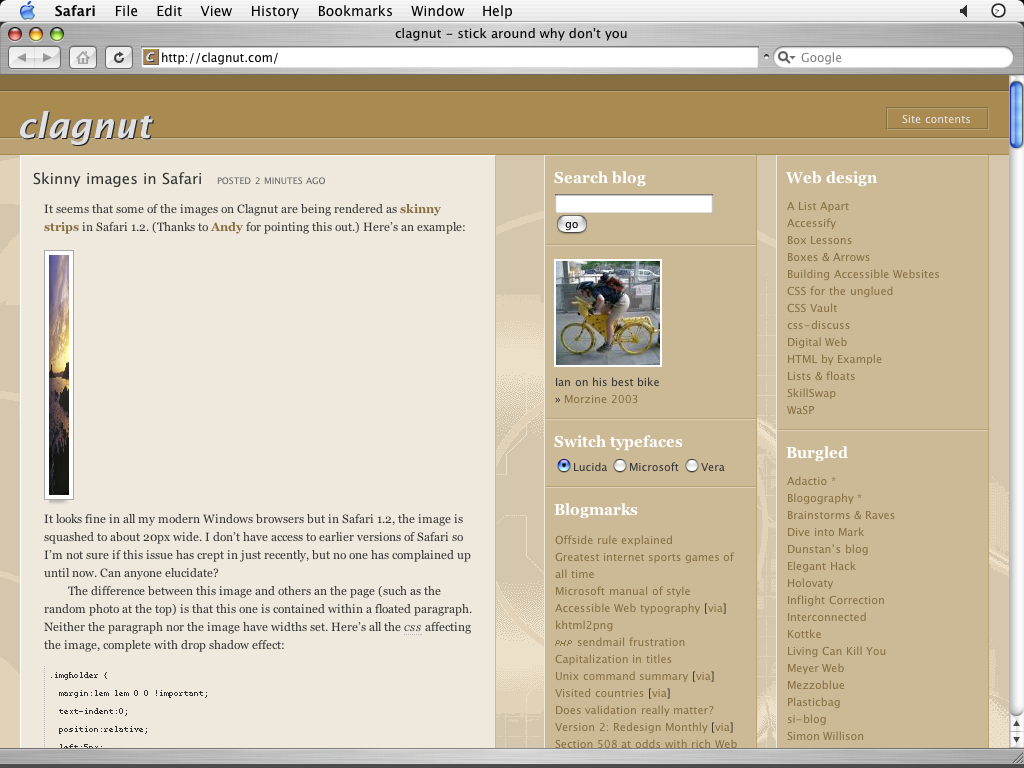 Safari File Edit View History Bookmarks Window Help
clagnut – stick around why don't you
C http://clagnut.com/
Google
clagnut
Site contents
Skinny images in Safari POSTED 2 MINUTES AGO
It seems that some of the images on Clagnut are being rendered as skinny
strips in Safari 1.2. (Thanks to Andy for pointing this out.) Here's an example:
It looks fine in all my modern Windows browsers but in Safari 1.2, the image is
squashed to about 20px wide. I don't have access to earlier versions of Safari so
I'm not sure if this issue has crept in just recently, but no one has complained up
until now. Can anyone elucidate?
The difference between this image and others an the page (such as the
random photo at the top) is that this one is contained within a floated paragraph.
Neither the paragraph nor the image have widths set. Here's all the css affecting
the image, complete with drop shadow effect:
.imgholder {
margin:1em 1em 0 0 !important;
text-indent:0;
position:relative;
left:5px;
Search blog
go
Ian on his best bike
» Morzine 2003
Switch typefaces
Lucida Microsoft Vera
Blogmarks
Offside rule explained
Greatest internet sports games of
all time
Microsoft manual of style
Accessible Web typography [via]
khtml2png
PHP sendmail frustration
Capitalization in titles
Unix command summary [via]
Visited countries [via]
Does validation really matter?
Version 2: Redesign Monthly [via]
Section 508 at odds with rich Web
Web design
A List Apart
Accessify
Box Lessons
Boxes & Arrows
Building Accessible Websites
CSS for the unglued
CSS Vault
css-discuss
Digital Web
HTML by Example
Lists & floats
SkillSwap
WaSP
Burgled
Adactio *
Blogography *
Brainstorms & Raves
Dive into Mark
Dunstan's blog
Elegant Hack
Holovaty
Inflight Correction
Interconnected
Kottke
Living Can Kill You
Meyer Web
Mezzoblue
Plasticbag
si-blog
Simon Willison